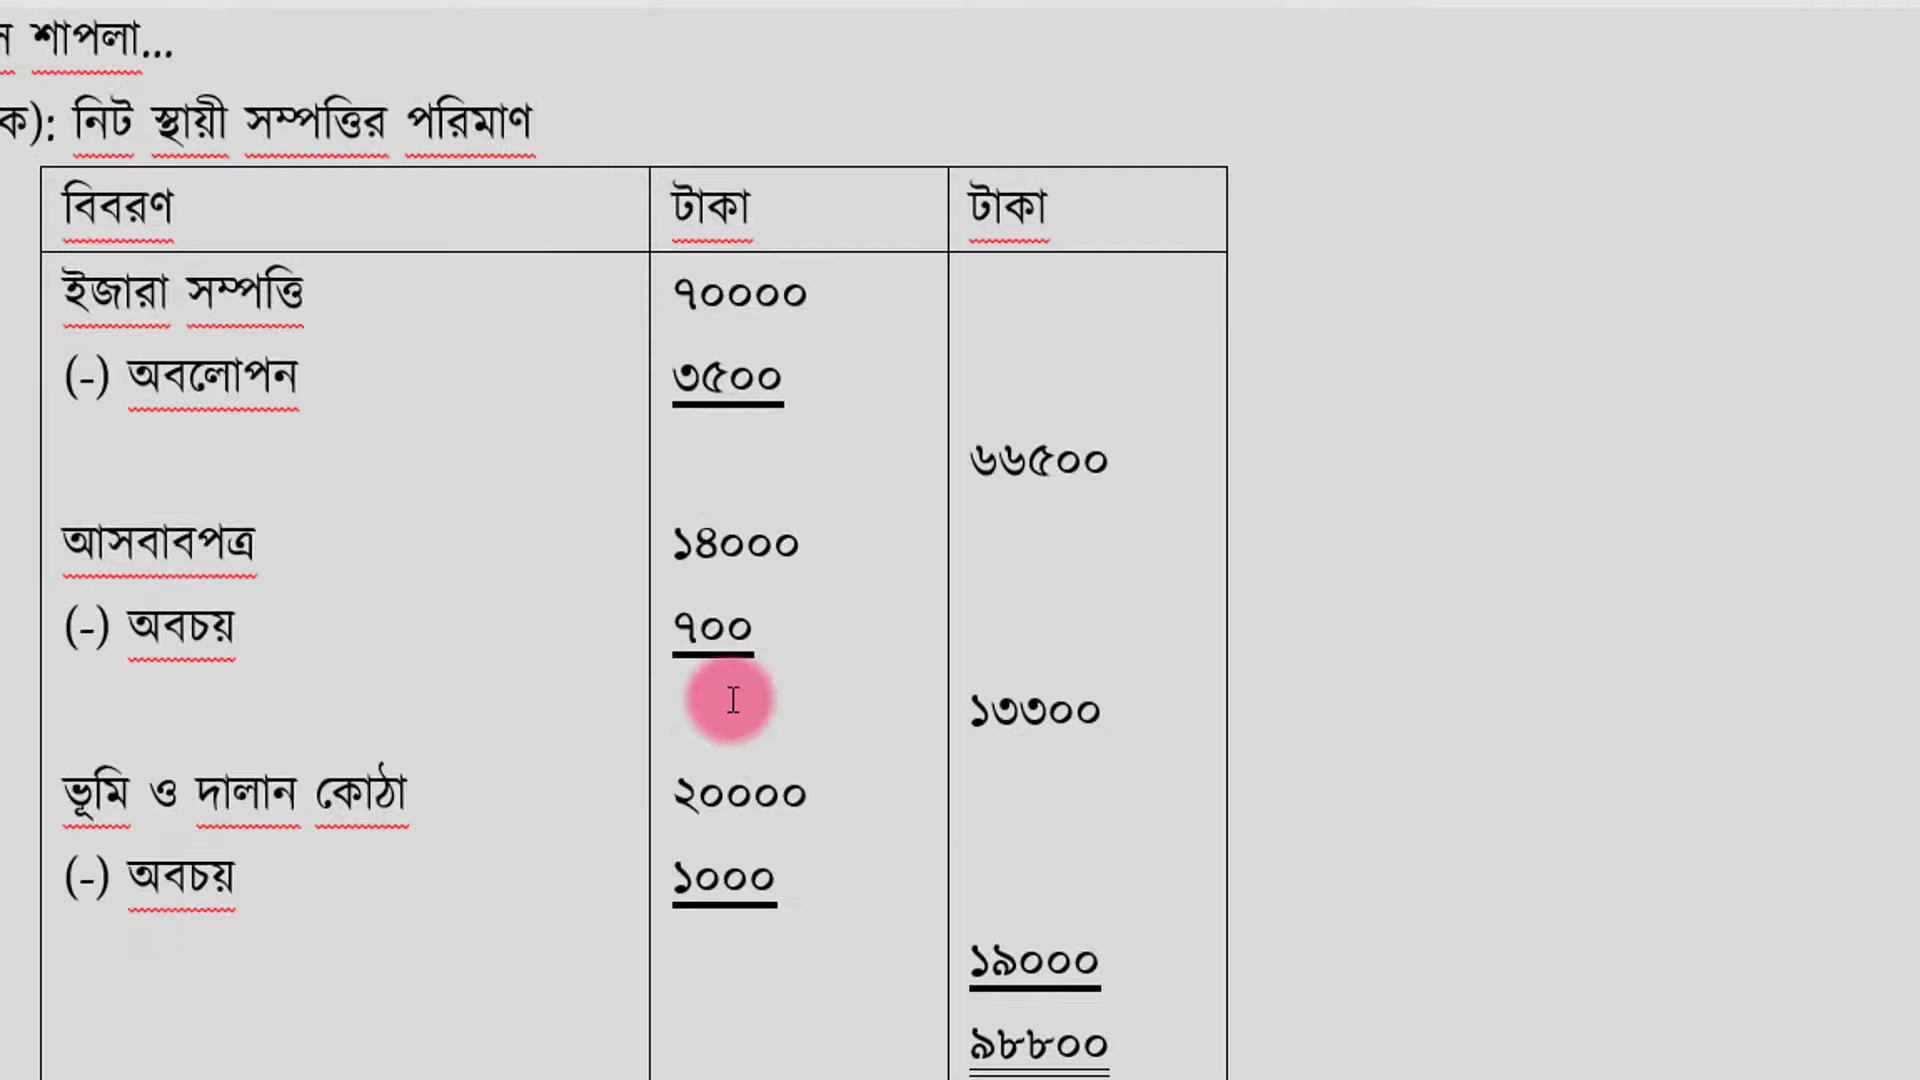 শাপলা...
ক): নিট স্থায়ী সম্পত্তির পরিমাণ
বিবরণ টাকা টাকা
ইজারা সম্পত্তি ৭০০০০
(-) অবলোপন ৩৫০০
৬৬৫০০
আসবাবপত্র ১৪০০০
(-) অবচয় ৭০০
১৩৩০০
ভূমি ও দালান কোঠা ২০০০০
(-) অবচয় ১০০০
১৯০০০
৯৮৮০০